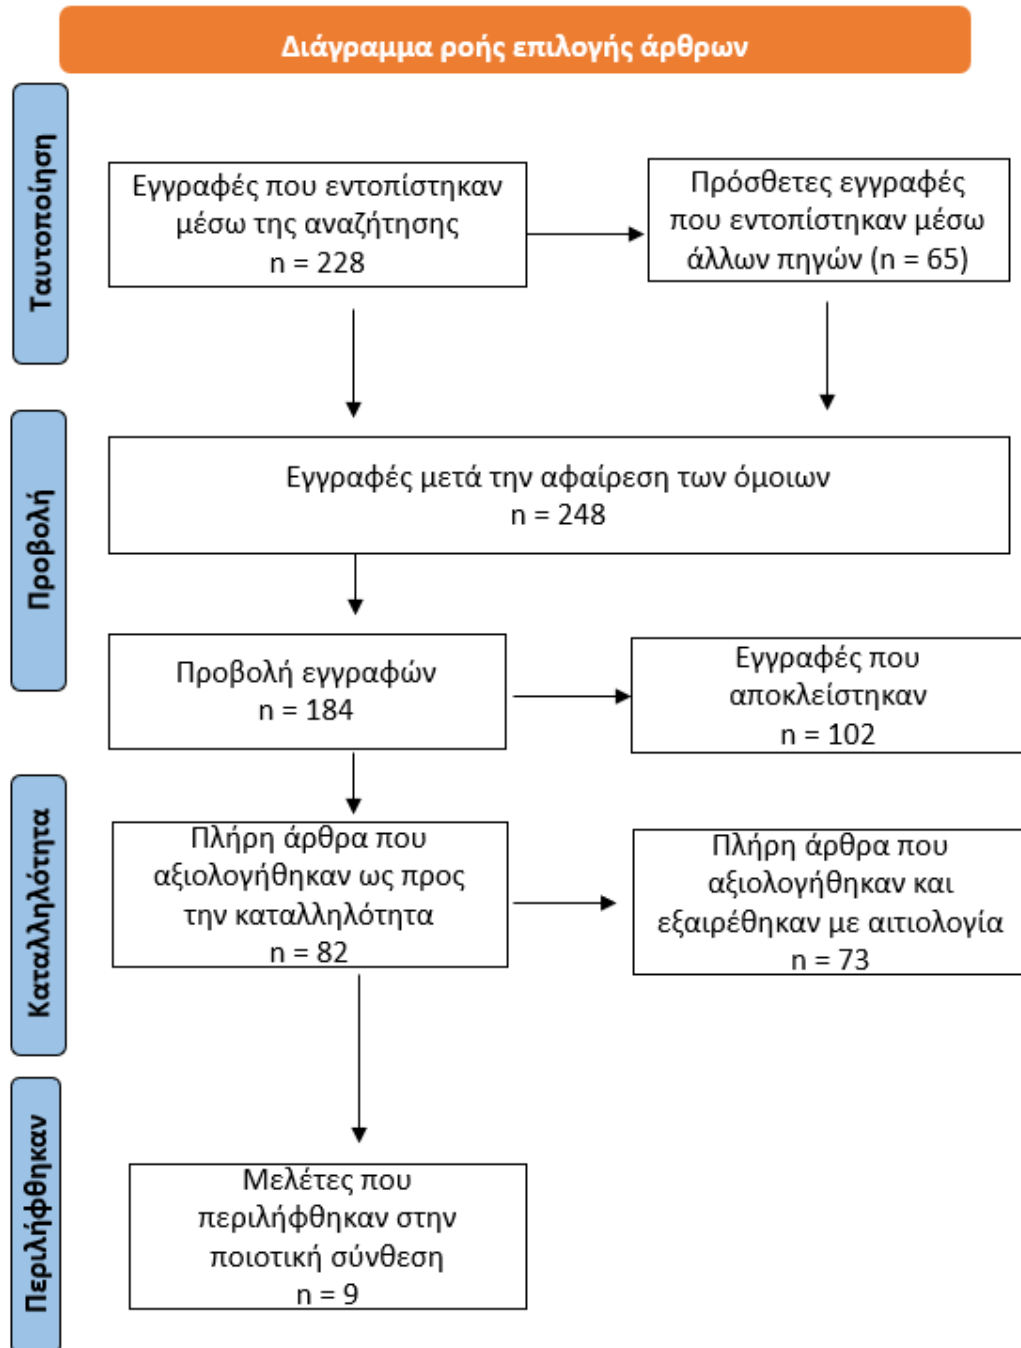 Διάγραμμα ροής επιλογής άρθρων
Ταυτοποίηση
Εγγραφές που εντοπίστηκαν
μέσω της αναζήτησης
n = 228
Πρόσθετες εγγραφές
που εντοπίστηκαν μέσω
άλλων πηγών (n = 65)
Προβολή
Εγγραφές μετά την αφαίρεση των όμοιων
n = 248
Προβολή εγγραφών
n = 184
Εγγραφές που
αποκλείστηκαν
n = 102
Καταλληλότητα
Πλήρη άρθρα που
αξιολογήθηκαν ως προς
την καταλληλότητα
n = 82
Πλήρη άρθρα που
αξιολογήθηκαν και
εξαιρέθηκαν με αιτιολογία
n = 73
Περιλήφθηκαν
Μελέτες που
περιλήφθηκαν στην
ποιοτική σύνθεση
n = 9